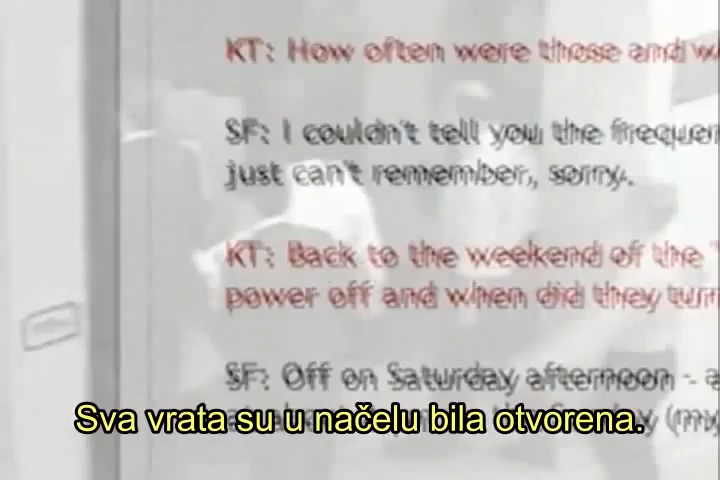 KT: How often were those and w
SF: I couldn't tell you the frequen
just can't remember, sorry.
KT: Back to the weekend of the
power off and when did they turn
SF: Off on Saturday afternoon - a
Sva vrata su u načelu bila otvorena.